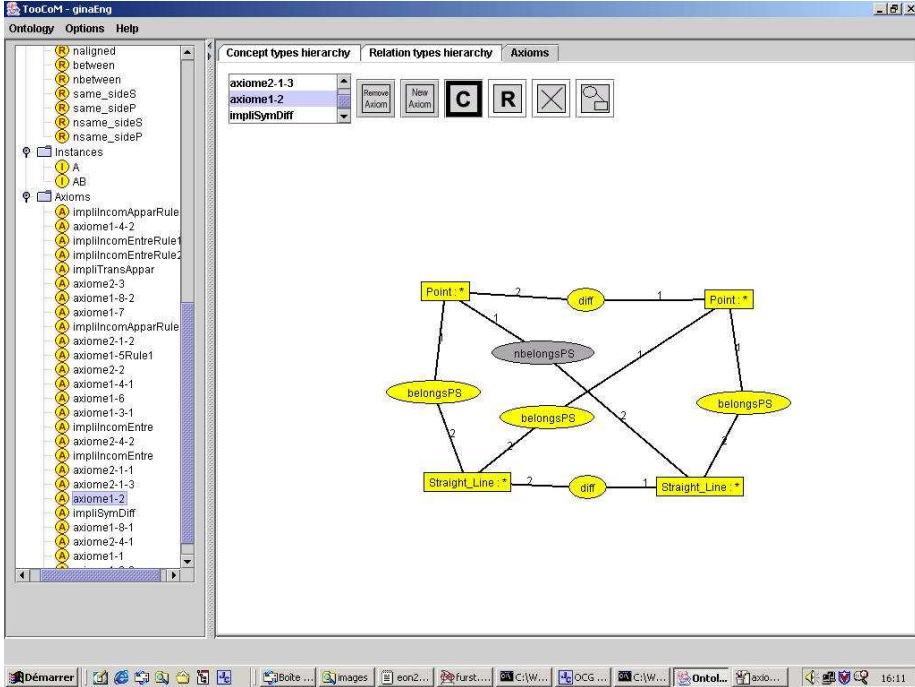 TooCoM - ginaEng
Ontology Options Help
naligned
between
nbetween
same_sideS
same_sideP
nsame_sideS
nsame_sideP
Instances
A
AB
Axioms
impliIncomApparRule
axiome1-4-2
impliIncomEntreRule1
impliIncomEntreRule2
impliTransAppar
axiome2-3
axiome1-8-2
axiome1-7
impliIncomApparRule
axiome2-1-2
axiome1-5Rule1
axiome2-2
axiome1-4-1
axiome1-6
axiome1-3-1
impliIncomEntre
axiome2-4-2
impliIncomEntre
axiome2-1-1
axiome2-1-3
axiome1-2
impliSymDiff
axiome1-8-1
axiome2-4-1
axiome1-1
Concept types hierarchy Relation types hierarchy Axioms
axiome2-1-3
axiome1-2
impliSymDiff
Remove Axiom
New Axiom
C
R
Point : * 2 diff 1 Point : *
1
nbelongsPS
1 1 1
belongsPS belongsPS belongsPS
2 2 2 2
Straight_Line : * 2 diff 1 Straight_Line : *
Démarrer Boîte ... images eon2... furst.... C:\W... OCG ... C:\W... Ontol... axio... 16:11